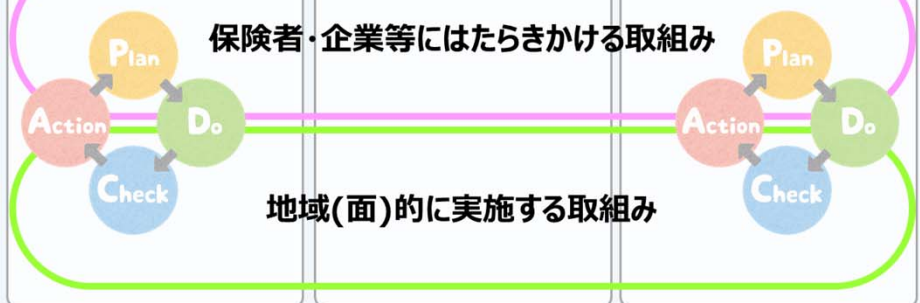 保険者・企業等にはたらきかける取組み
Plan
Action
Do
Check
Plan
Action
Do
Check
地域(面)的に実施する取組み